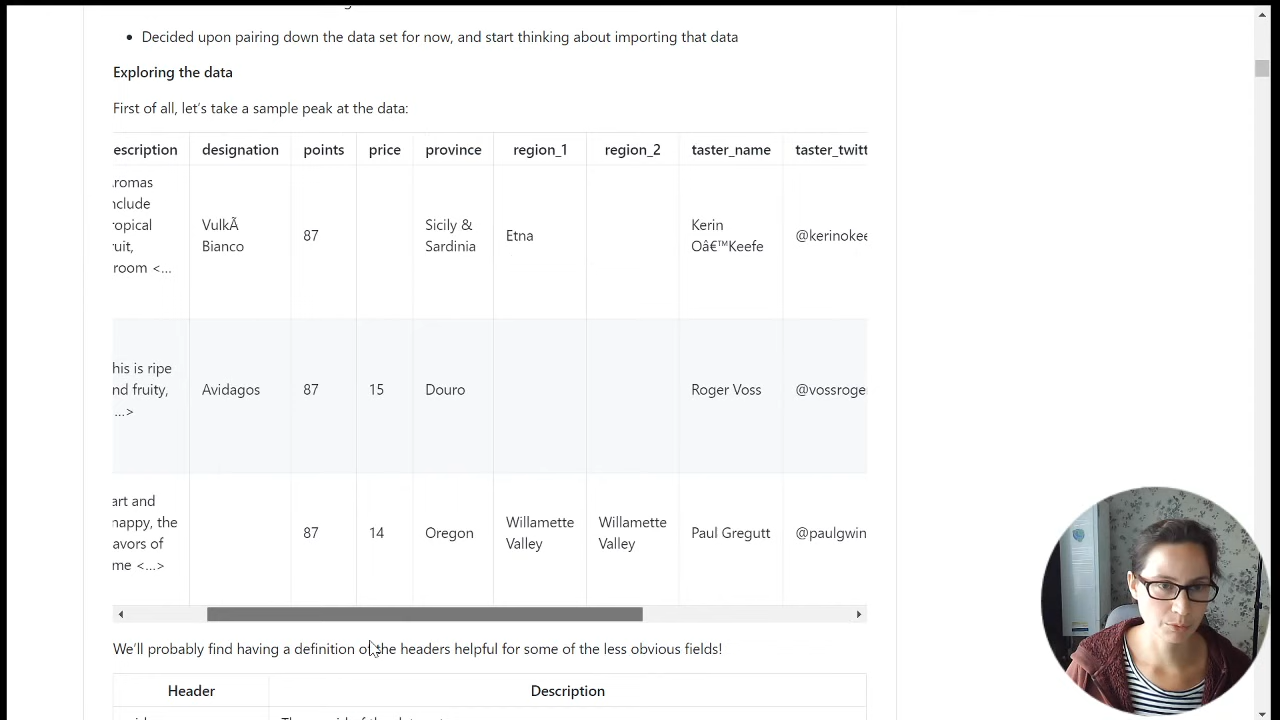 • Decided upon pairing down the data set for now, and start thinking about importing that data
Exploring the data
First of all, let's take a sample peak at the data:
escription designation points price province region_1 region_2 taster_name taster_twitt
romas
nclude
ropical
ruit,
room <...
VulkÃ
Bianco
87
Sicily &
Sardinia
Etna
Kerin
Oâ€™Keefe
@kerinokee
his is ripe
nd fruity,
...>
Avidagos
87
15
Douro
Roger Voss
@vossroge
art and
nappy, the
avors of
me <...>
87
14
Oregon
Willamette
Valley
Willamette
Valley
Paul Gregutt
@paulgwin
We'll probably find having a definition of the headers helpful for some of the less obvious fields!
Header Description